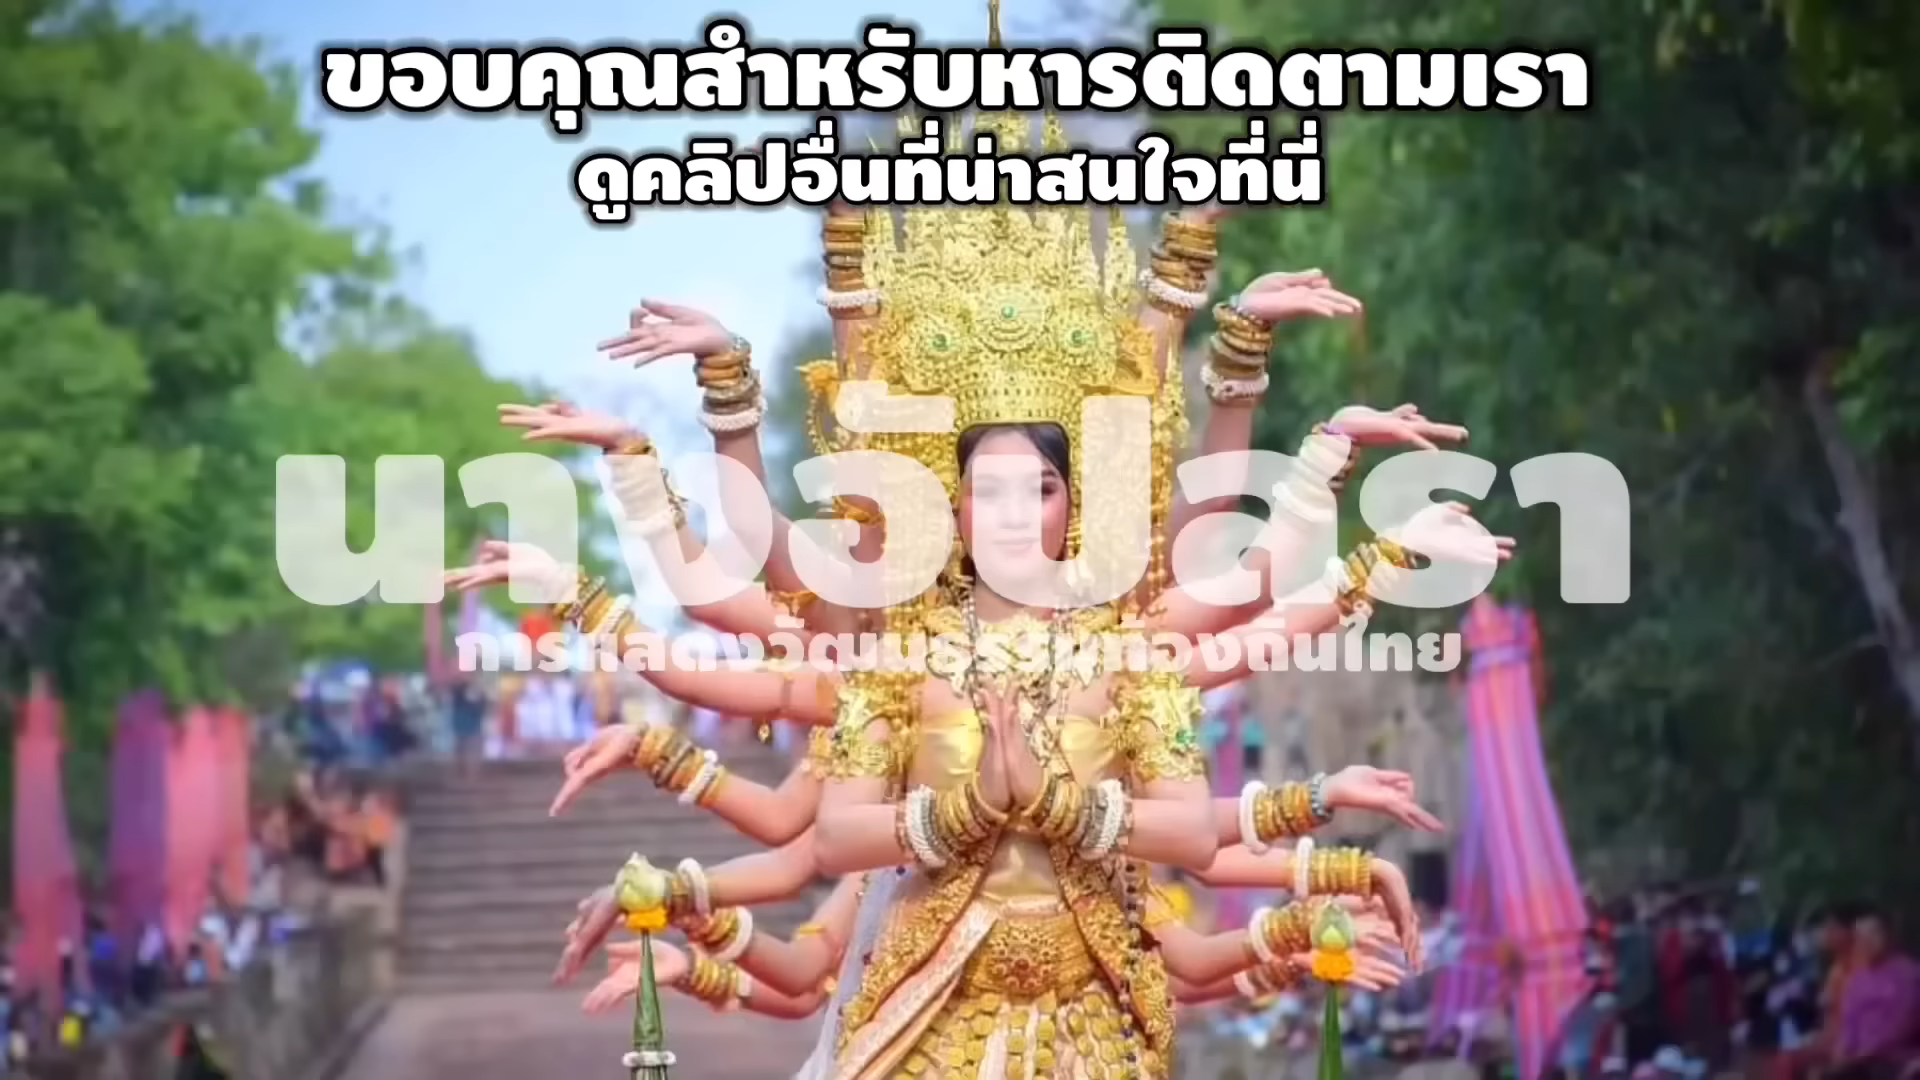 ขอบคุณสำหรับหารติดตามเรา
ดูคลิปอื่นที่น่าสนใจที่นี่
นางอัปสรา
การแสดงวัฒนธรรมท้องถิ่นไทย